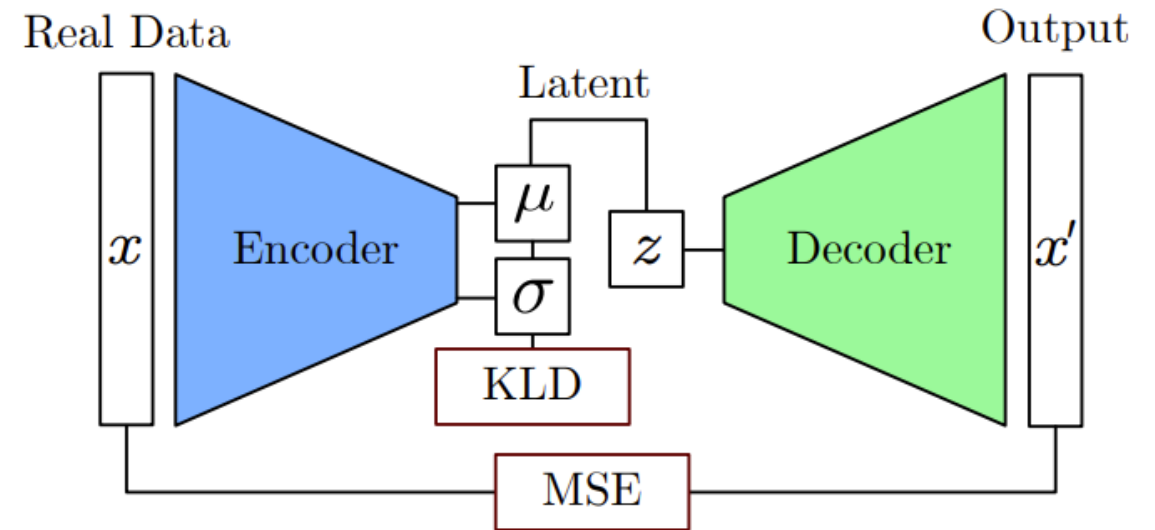 Real Data
Output
Latent
x
Encoder
μ
σ
z
Decoder
x′
KLD
MSE